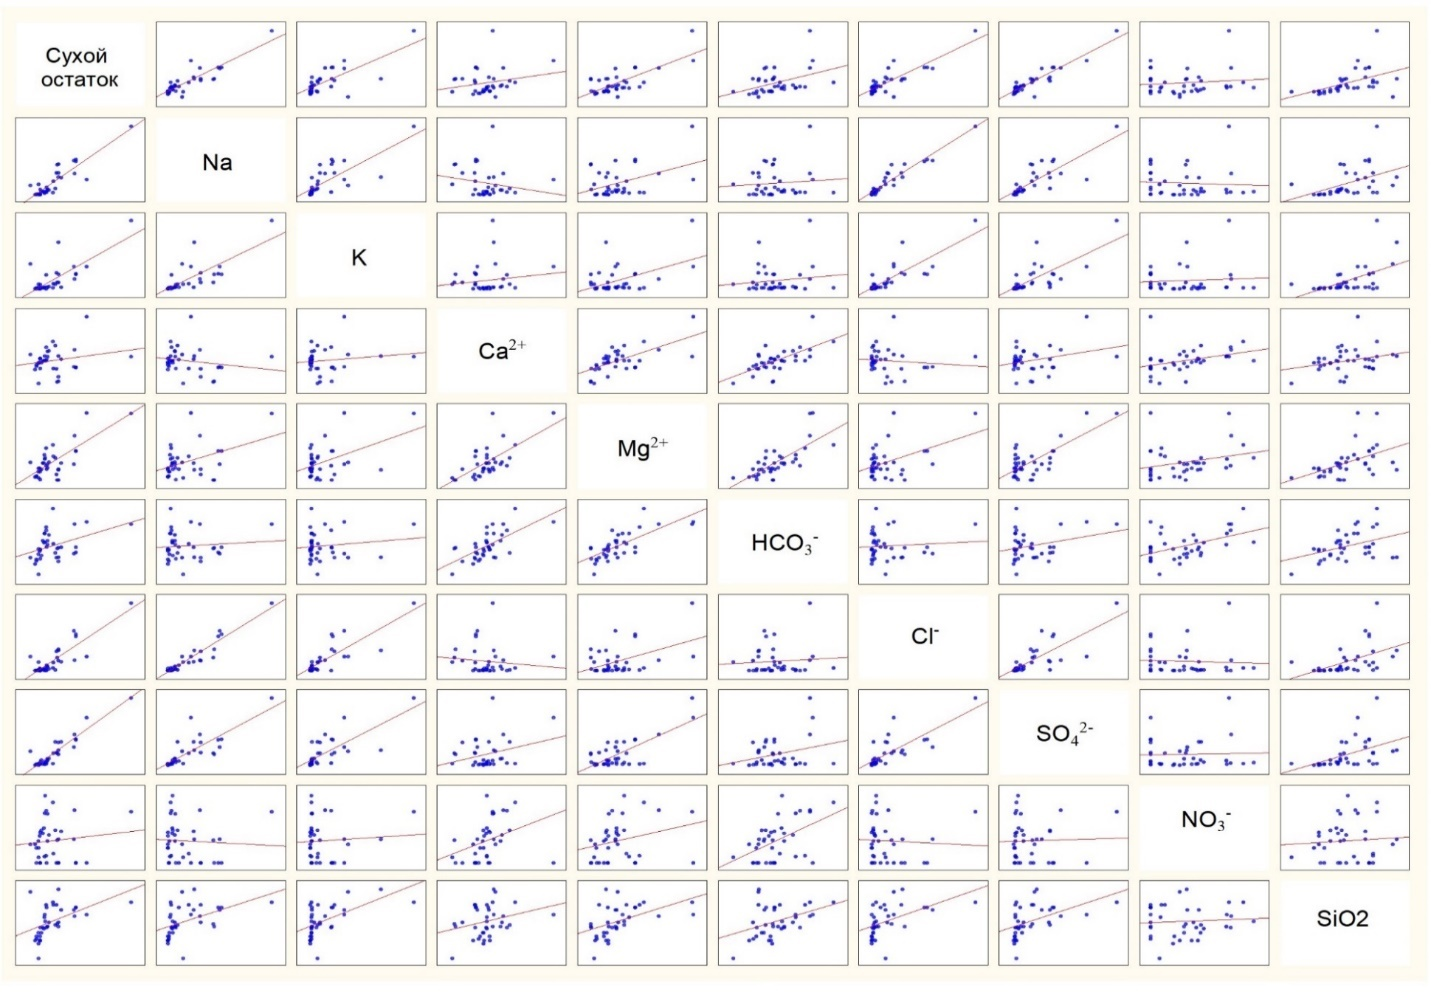 Сухой
остаток
Na
K
Ca²⁺
Mg²⁺
HCO₃⁻
Cl⁻
SO₄²⁻
NO₃⁻
SiO2